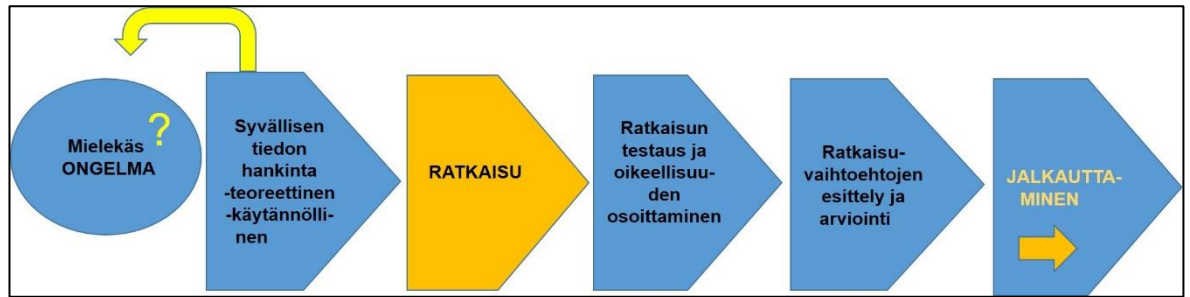 Mielekäs
ONGELMA
?
Syvällisen
tiedon
hankinta
-teoreettinen
-käytännölli-
nen
RATKAISU
Ratkaisun
testaus ja
oikeellisuu-
den
osoittaminen
Ratkaisu-
vaihtoehtojen
esittely ja
arviointi
JALKAUTTA-
MINEN